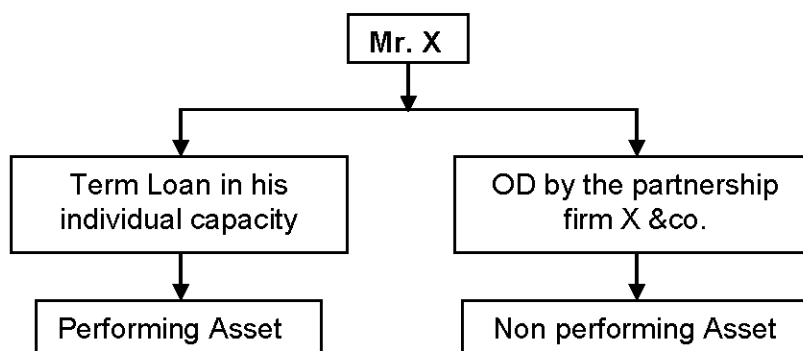 Mr. X
Term Loan in his
individual capacity
OD by the partnership
firm X &co.
Performing Asset
Non performing Asset